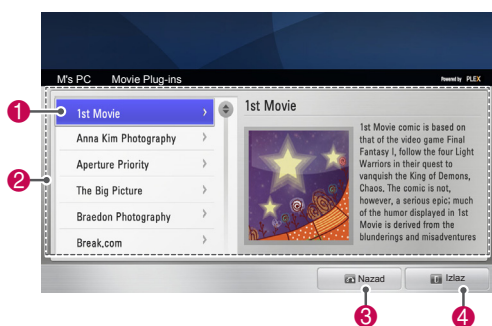 M's PC Movie Plug-ins
Powered by PLEX
1
1st Movie
2
Anna Kim Photography
Aperture Priority
The Big Picture
Braedon Photography
Break.com
1st Movie
1st Movie comic is based on
that of the video game Final
Fantasy I, follow the four Light
Warriors in their quest to
vanquish the King of Demons,
Chaos. The comic is not,
however, a serious epic; much
of the humor displayed in 1st
Movie is derived from the
blunderings and misadventures
Nazad
Izlaz
3
4